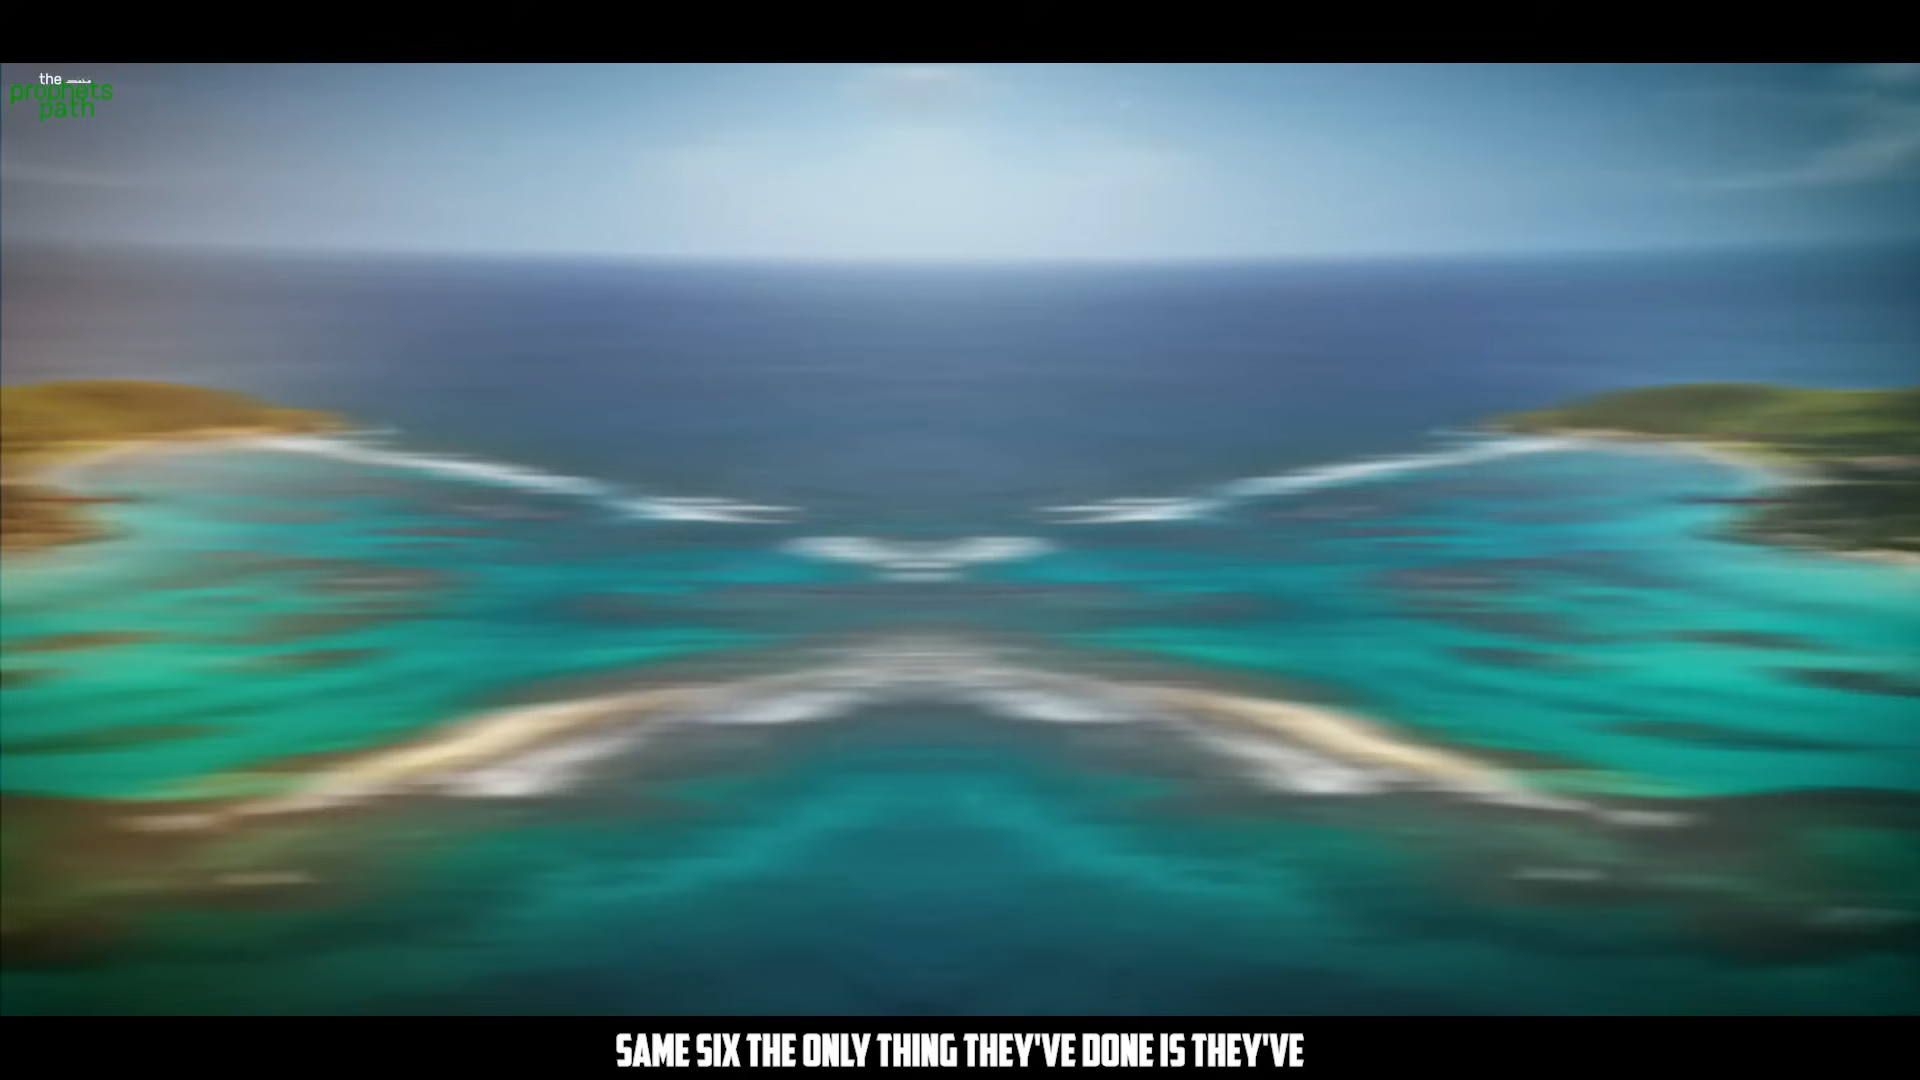 the
prophets
path
SAME SIX THE ONLY THING THEY'VE DONE IS THEY'VE